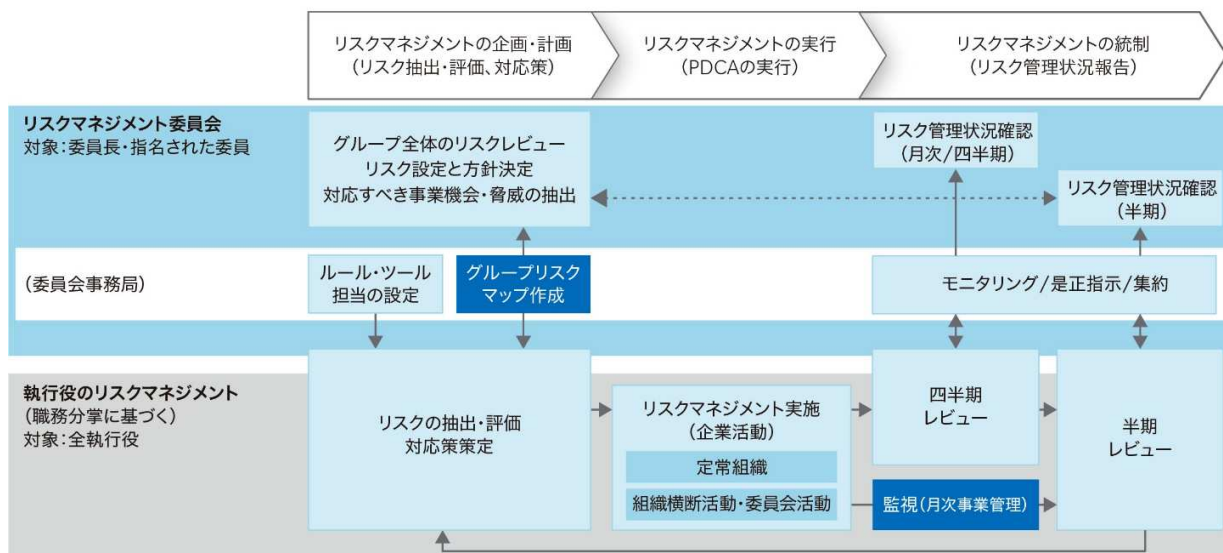 リスクマネジメントの企画・計画
(リスク抽出・評価、対応策)
リスクマネジメントの実行
(PDCAの実行)
リスクマネジメントの統制
(リスク管理状況報告)
リスクマネジメント委員会
対象:委員長・指名された委員
グループ全体のリスクレビュー
リスク設定と方針決定
対応すべき事業機会・脅威の抽出
リスク管理状況確認
(月次/四半期)
リスク管理状況確認
(半期)
(委員会事務局)
ルール・ツール
担当の設定
グループリスク
マップ作成
モニタリング/是正指示/集約
執行役のリスクマネジメント
(職務分掌に基づく)
対象:全執行役
リスクの抽出・評価
対応策策定
リスクマネジメント実施
(企業活動)
定常組織
組織横断活動・委員会活動
四半期
レビュー
監視(月次事業管理)
半期
レビュー